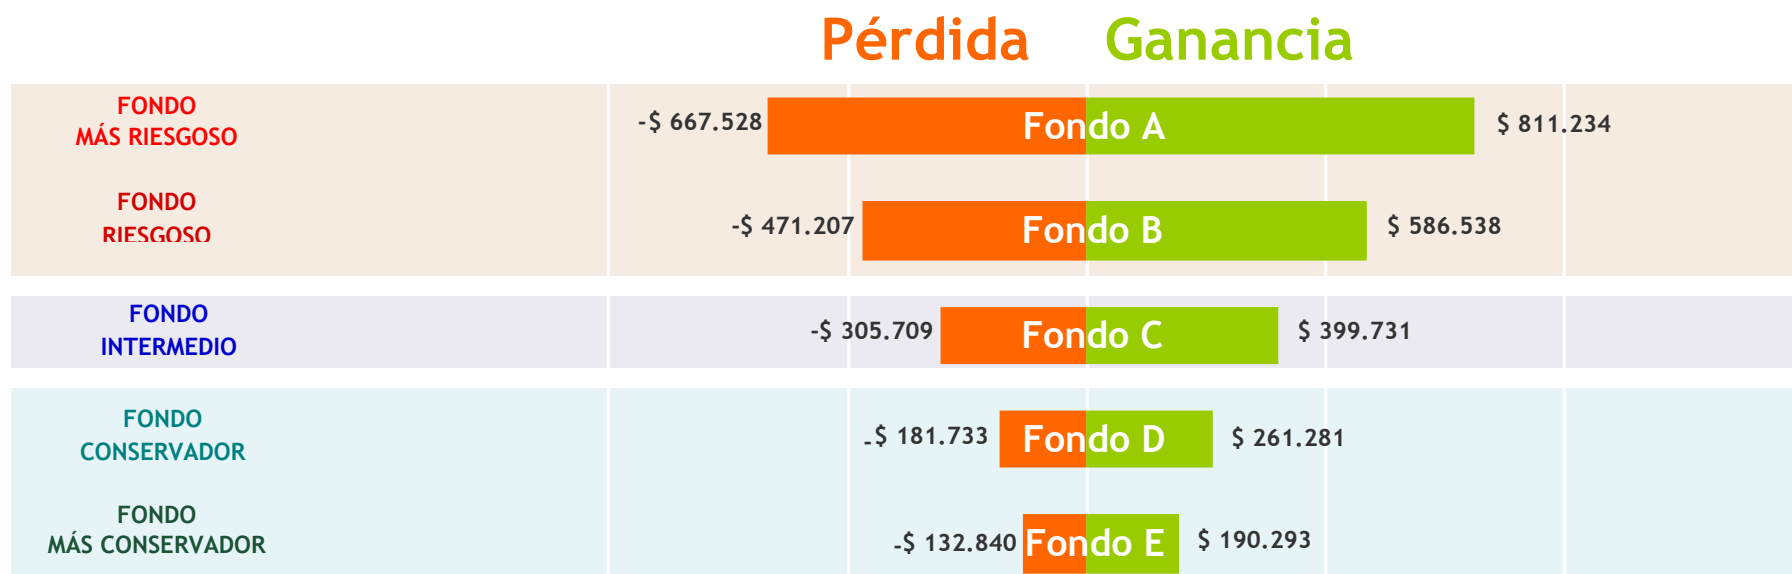 Pérdida Ganancia
FONDO
MÁS RIESGOSO
-$ 667.528 Fondo A $ 811.234
FONDO
RIESGOSO
-$ 471.207 Fondo B $ 586.538
FONDO
INTERMEDIO
-$ 305.709 Fondo C $ 399.731
FONDO
CONSERVADOR
-$ 181.733 Fondo D $ 261.281
FONDO
MÁS CONSERVADOR
-$ 132.840 Fondo E $ 190.293